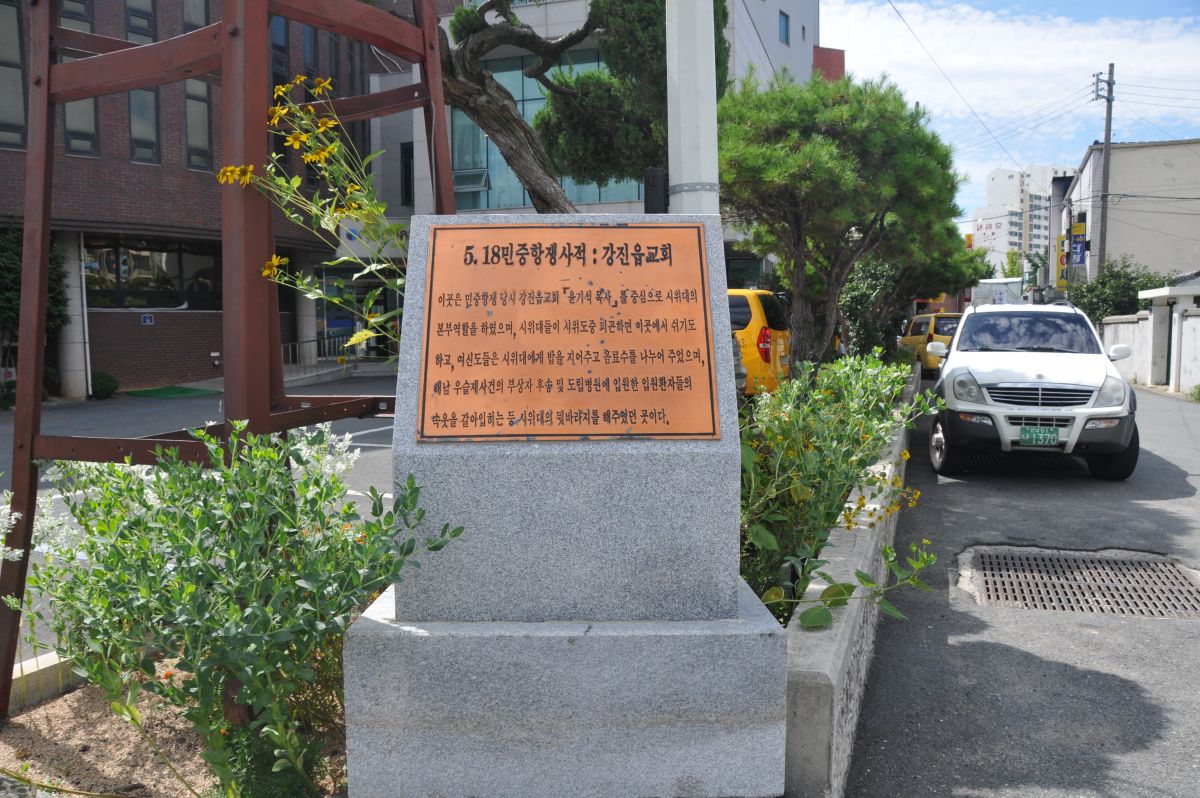 5. 18민중항쟁사적 : 강진읍교회
이곳은 민중항쟁 당시 강진읍교회 「윤기석 목사」를 중심으로 시위대의
본부역할을 하였으며, 시위대들이 시위도중 피곤하면 이곳에서 쉬기도
하고, 여신도들은 시위대에게 밥을 지어주고 음료수를 나누어 주었으며,
해남 우슬재사건의 부상자 후송 및 도립병원에 입원한 입원환자들의
속옷을 갈아입히는 등 시위대의 뒷바라지를 해주었던 곳이다.
1370